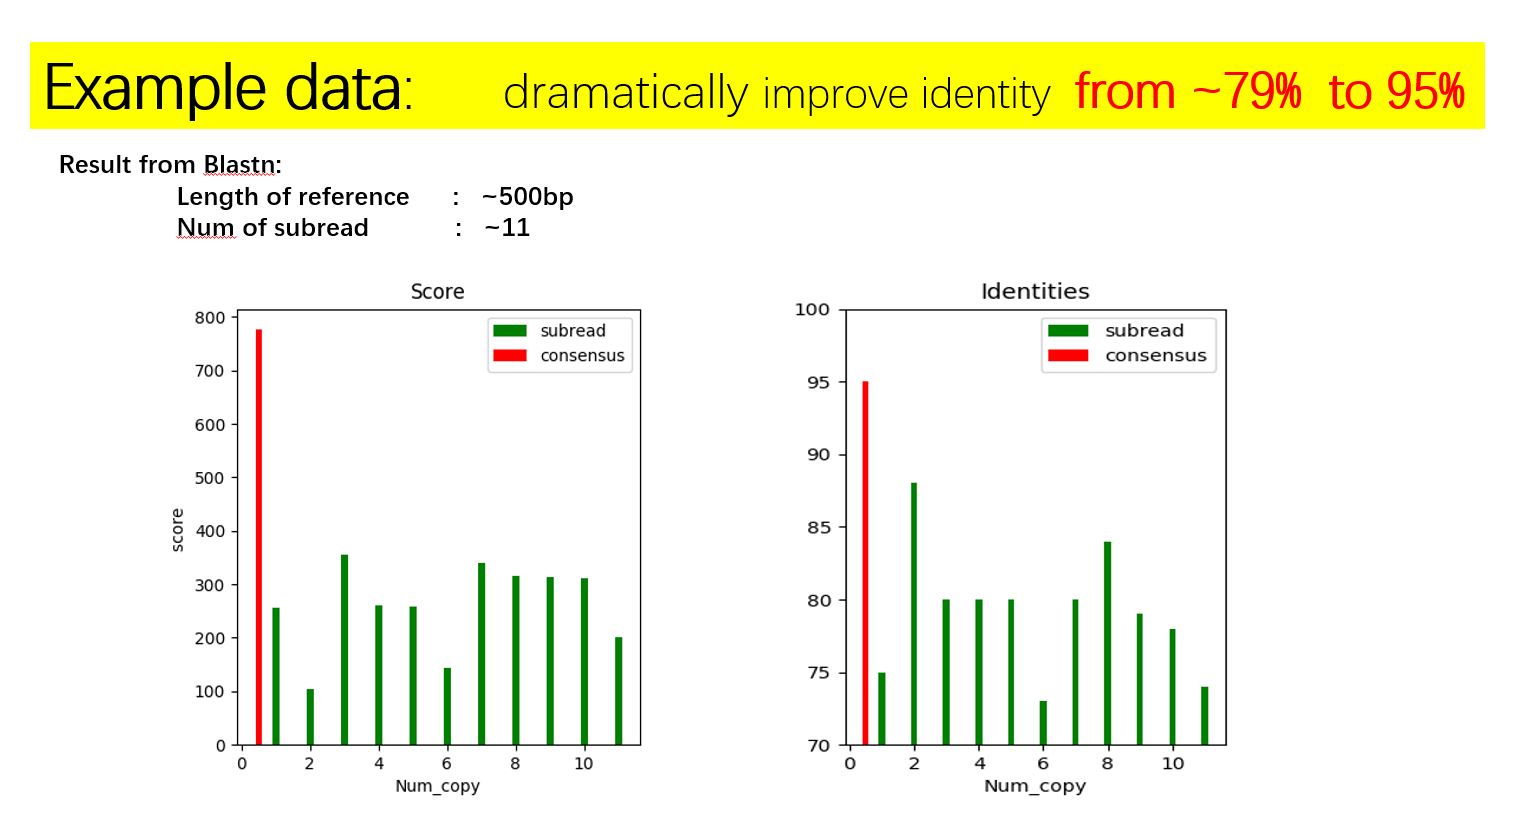 Example data: dramatically improve identity from ~79% to 95%
Result from Blastn:
Length of reference : ~500bp
Num of subread : ~11
Score
800
700
600
500
400
300
200
100
0
score
subread
consensus
0 2 4 6 8 10
Num_copy
Identities
100
95
90
85
80
75
70
subread
consensus
0 2 4 6 8 10
Num_copy